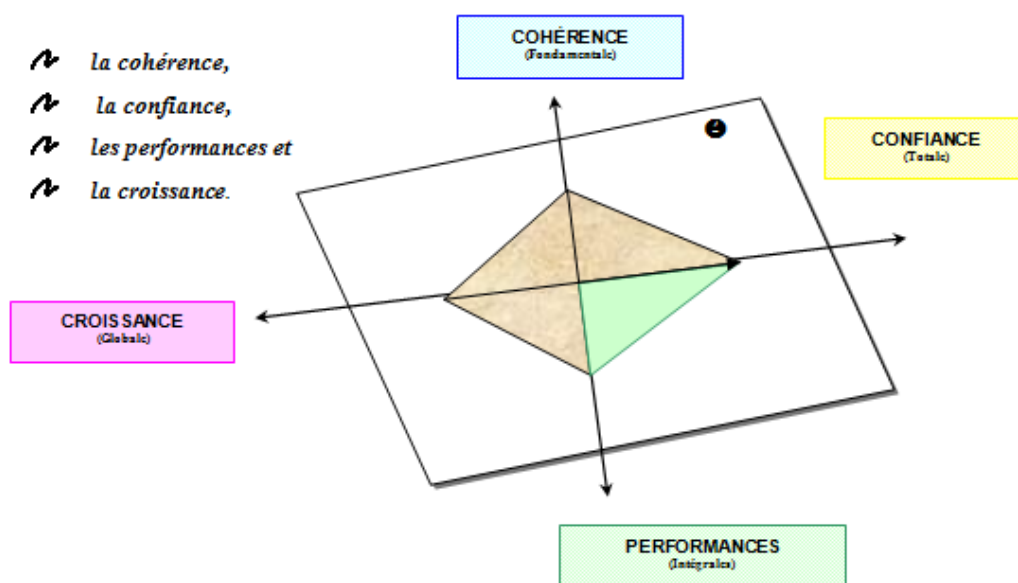 la cohérence,
la confiance,
les performances et
la croissance.
COHÉRENCE
(Fondamentale)
CONFIANCE
(Totale)
CROISSANCE
(Globale)
PERFORMANCES
(Intégrales)